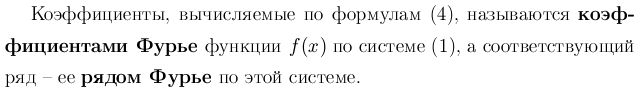 Коэффициенты, вычисляемые по формулам (4), называются коэф-
фициентами Фурье функции f(x) по системе (1), а соответствующий
ряд – ее рядом Фурье по этой системе.